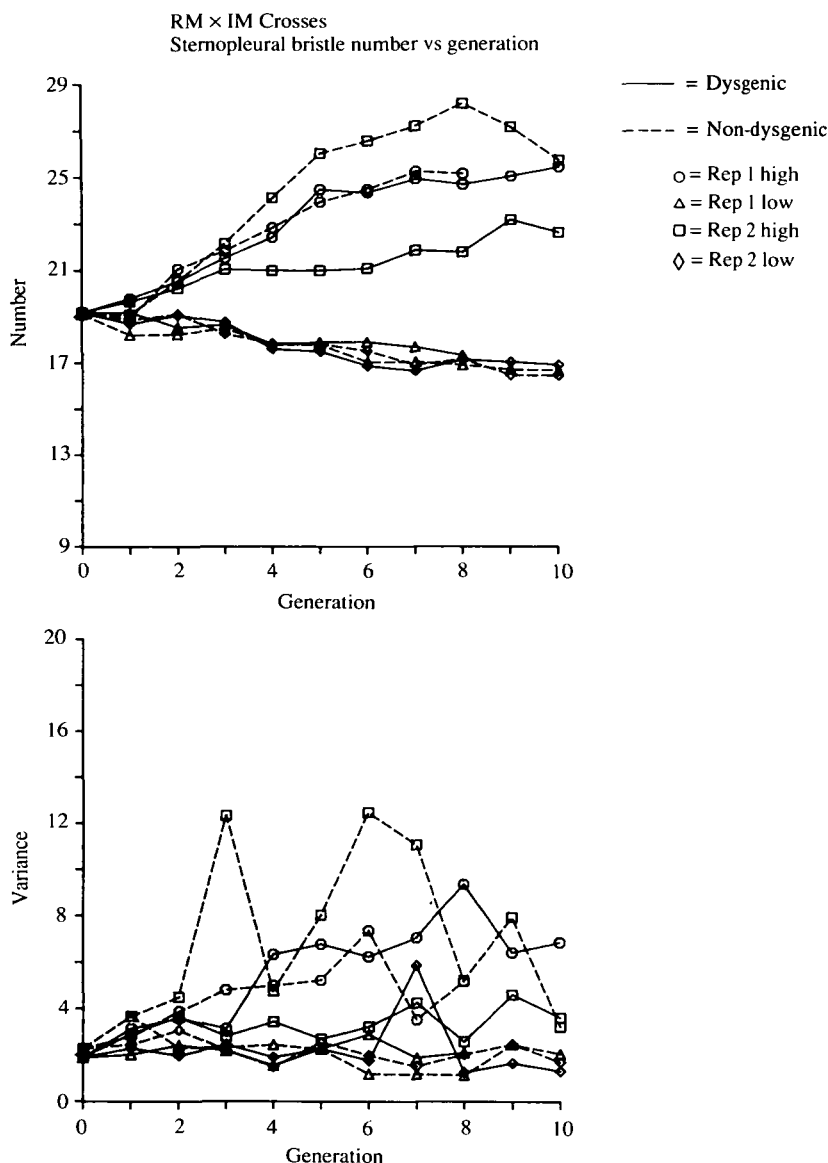 RM × IM Crosses
Sternopleural bristle number vs generation
29
25
21
17
13
9
Number
0 2 4 6 8 10
Generation
—— = Dysgenic
---- = Non-dysgenic
○ = Rep 1 high
△ = Rep 1 low
□ = Rep 2 high
◇ = Rep 2 low
20
16
12
8
4
0
Variance
0 2 4 6 8 10
Generation